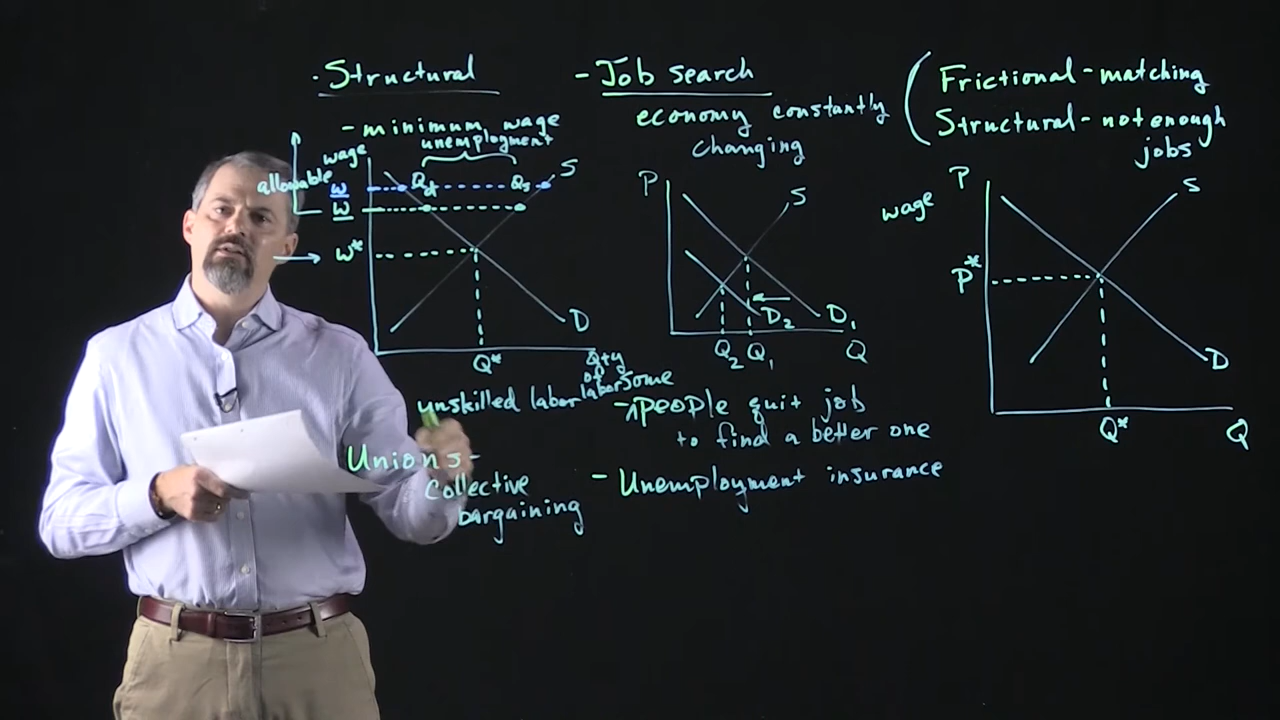 · Structural
- minimum wage
unemployment
wage
allowable
w
w
w*
Qd
Qs
S
D
Q*
Qty
of
labor
unskilled labor
Unions -
collective
bargaining
- Job search
economy constantly
changing
P
S
D2
D1
Q2
Q1
Q
- some people quit job
to find a better one
- Unemployment insurance
Frictional - matching
Structural - not enough
jobs
wage
P
S
P*
D
Q*
Q